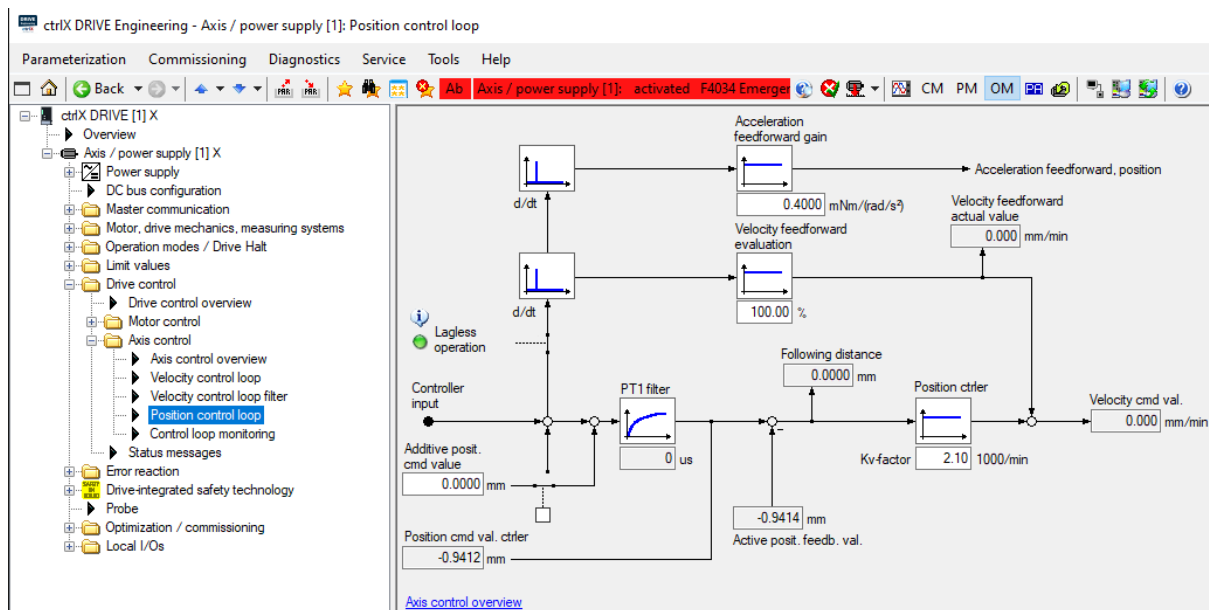 ctrlX DRIVE Engineering - Axis / power supply [1]: Position control loop
Parameterization Commissioning Diagnostics Service Tools Help
Back PAR PAR Ab Axis / power supply [1]: activated F4034 Emerger CM PM OM
ctrlX DRIVE [1] X
Overview
Axis / power supply [1] X
Power supply
DC bus configuration
Master communication
Motor, drive mechanics, measuring systems
Operation modes / Drive Halt
Limit values
Drive control
Drive control overview
Motor control
Axis control
Axis control overview
Velocity control loop
Velocity control loop filter
Position control loop
Control loop monitoring
Status messages
Error reaction
Drive-integrated safety technology
Probe
Optimization / commissioning
Local I/Os
Acceleration
feedforward gain
d/dt
0.4000 mNm/(rad/s²)
Acceleration feedforward, position
Velocity feedforward
evaluation
Velocity feedforward
actual value
0.000 mm/min
d/dt
100.00 %
Lagless
operation
Controller
input
PT1 filter
0 us
Following distance
0.0000 mm
Position ctrler
Kv-factor 2.10 1000/min
Velocity cmd val.
0.000 mm/min
Additive posit.
cmd value
0.0000 mm
-0.9414 mm
Active posit. feedb. val.
Position cmd val. ctrler
-0.9412 mm
Axis control overview